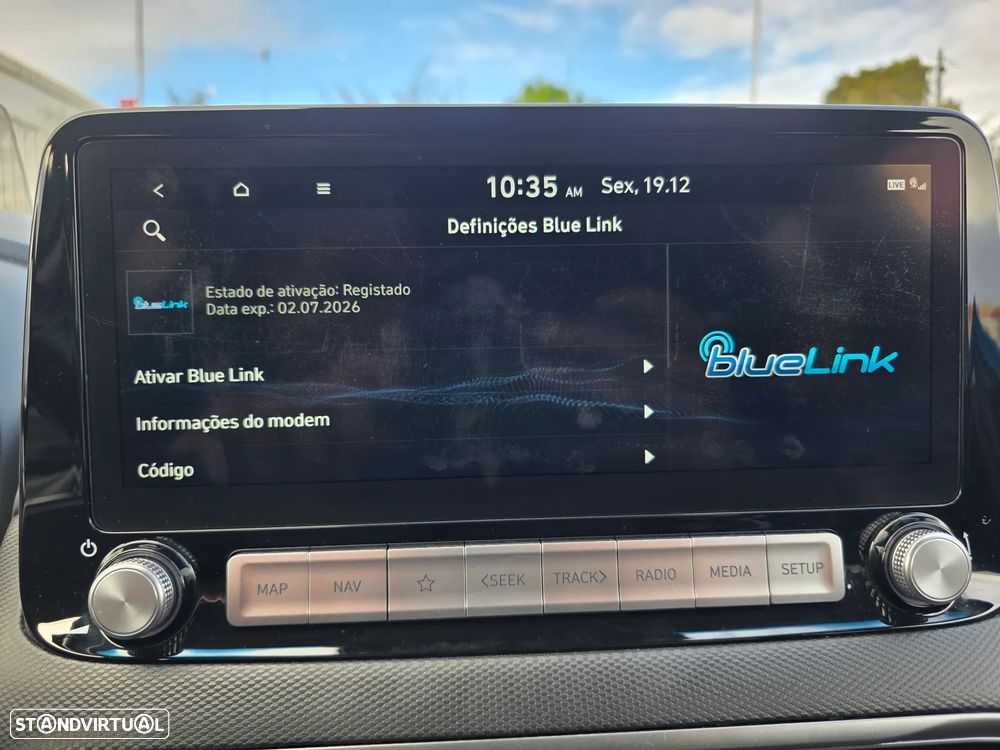 10:35 AM Sex, 19.12
LIVE
Definições Blue Link
blueLink
Estado de ativação: Registado
Data exp.: 02.07.2026
Ativar Blue Link
blueLink
Informações do modem
Código
MAP NAV <SEEK TRACK> RADIO MEDIA SETUP
STANDVIRTUAL